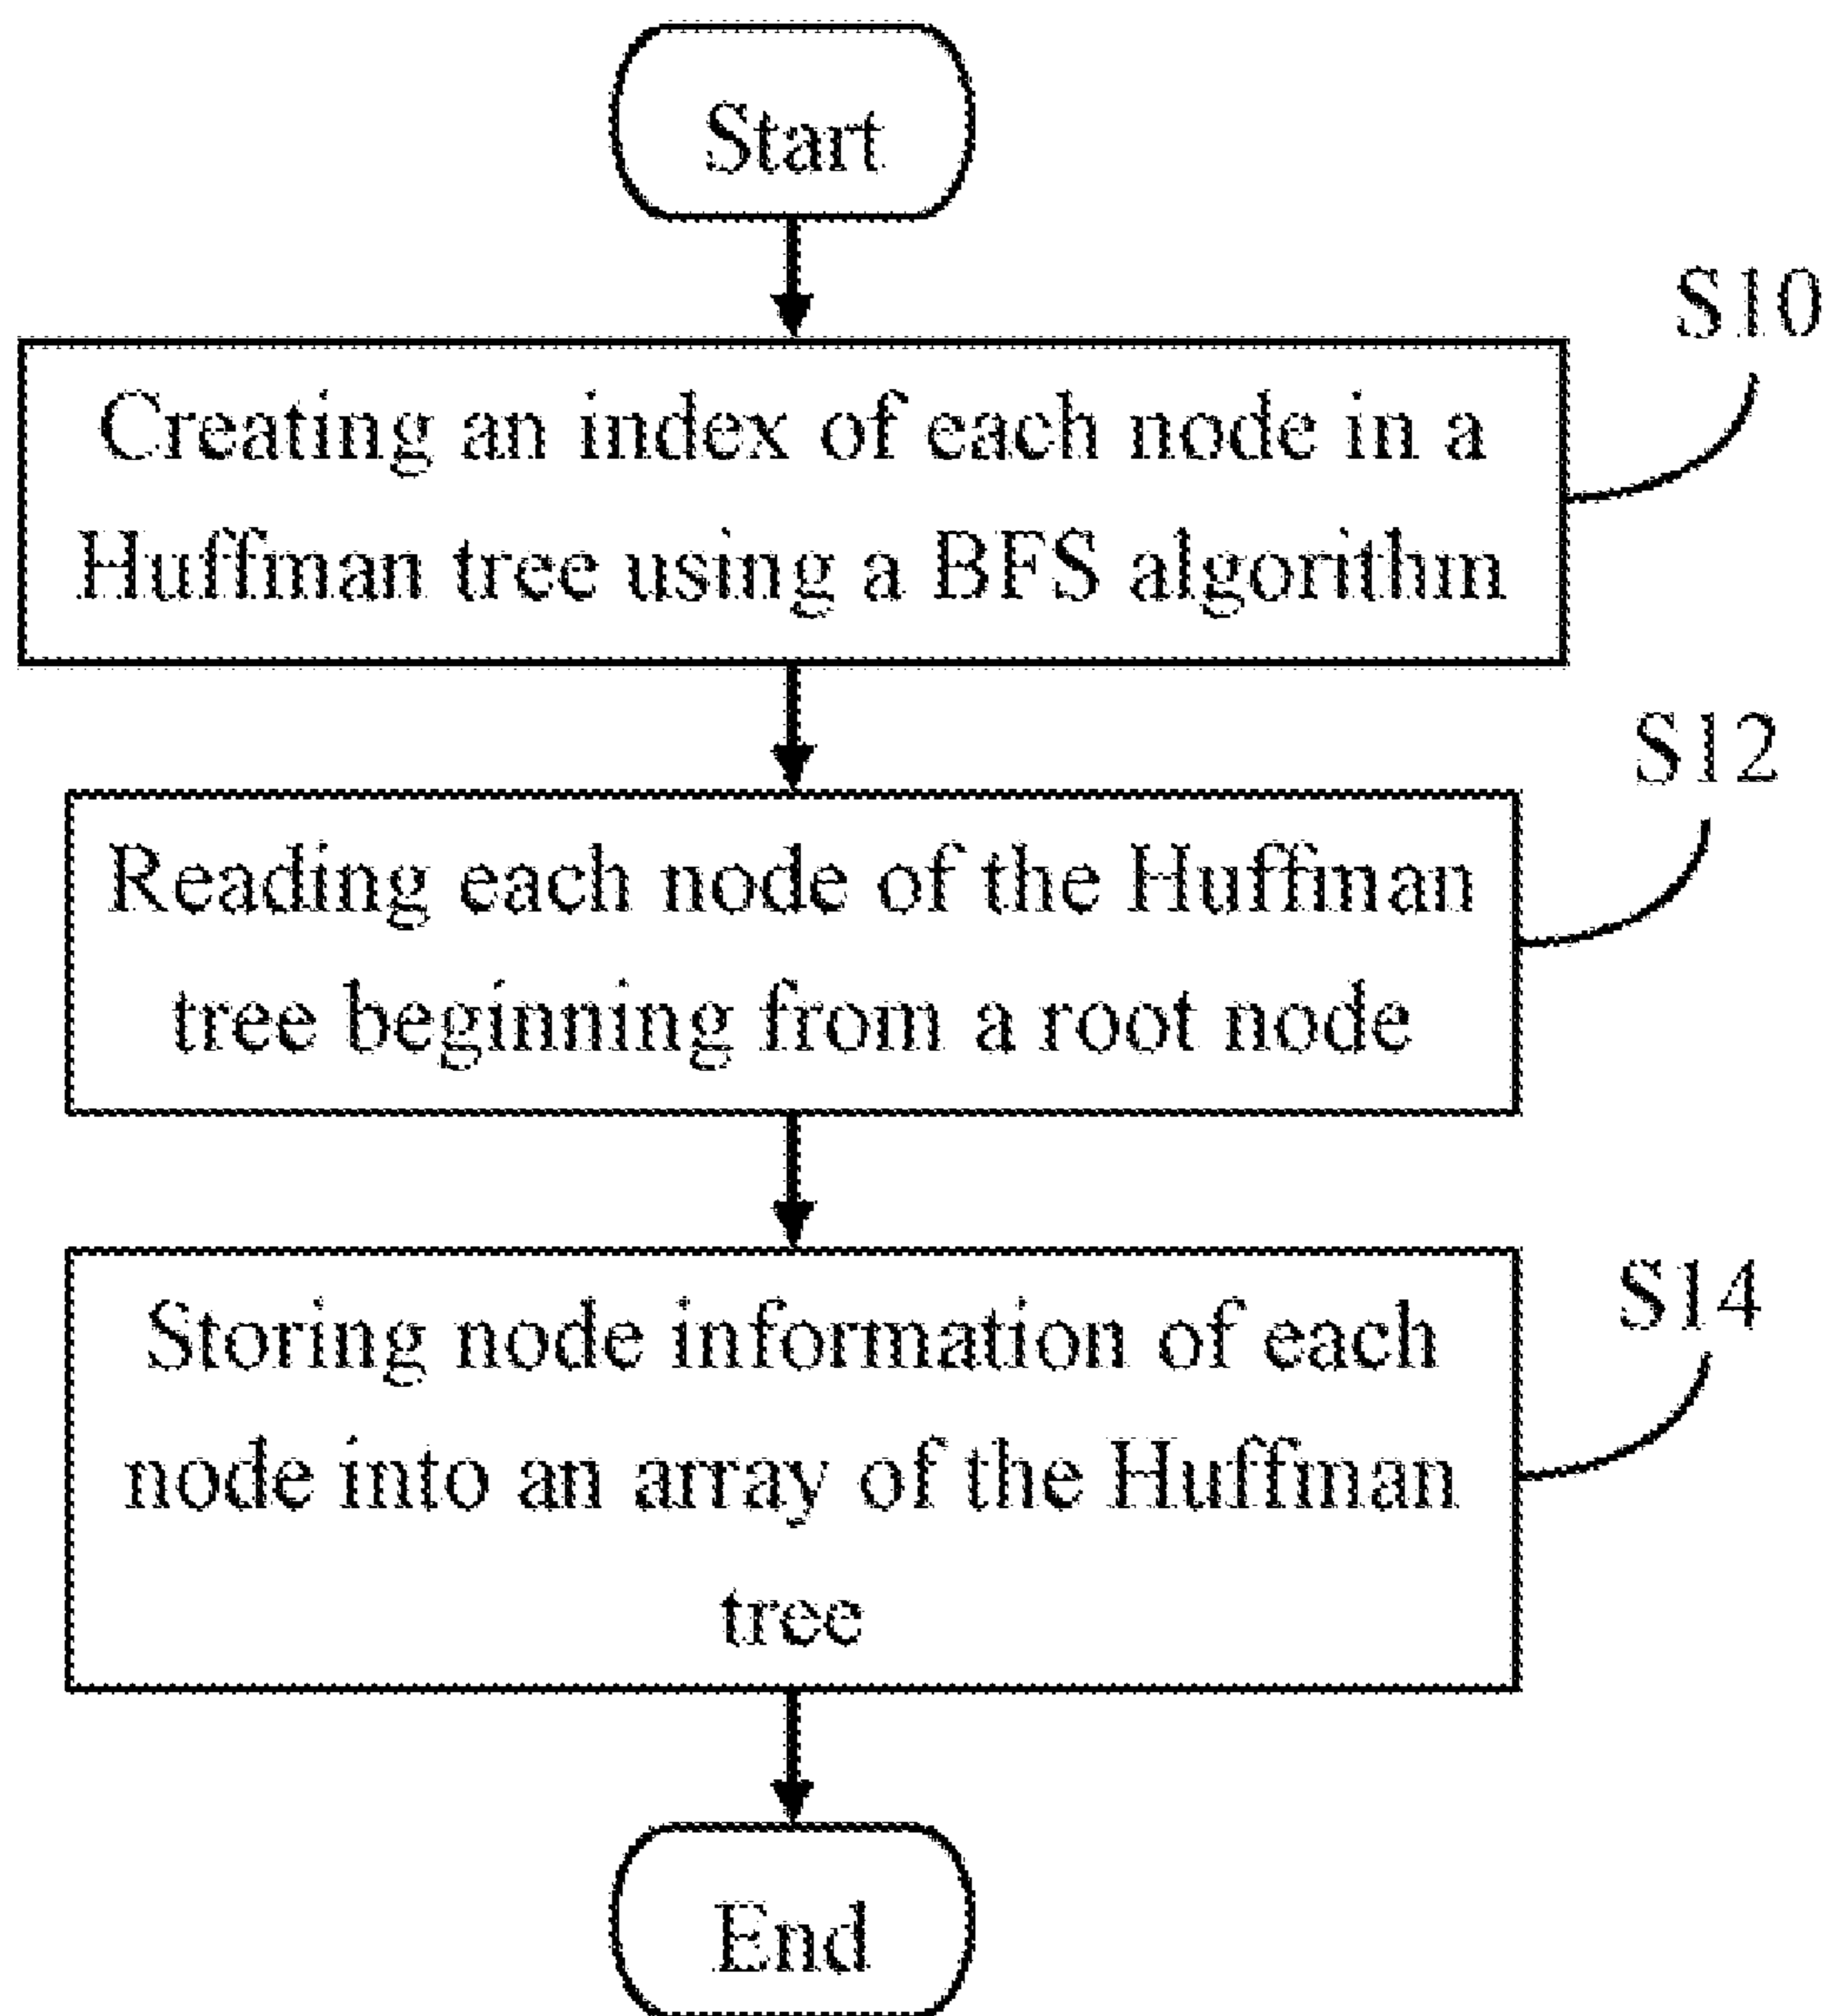 Start
S10
Creating an index of each node in a
Huffman tree using a BFS algorithm
S12
Reading each node of the Huffman
tree beginning from a root node
S14
Storing node information of each
node into an array of the Huffman
tree
End